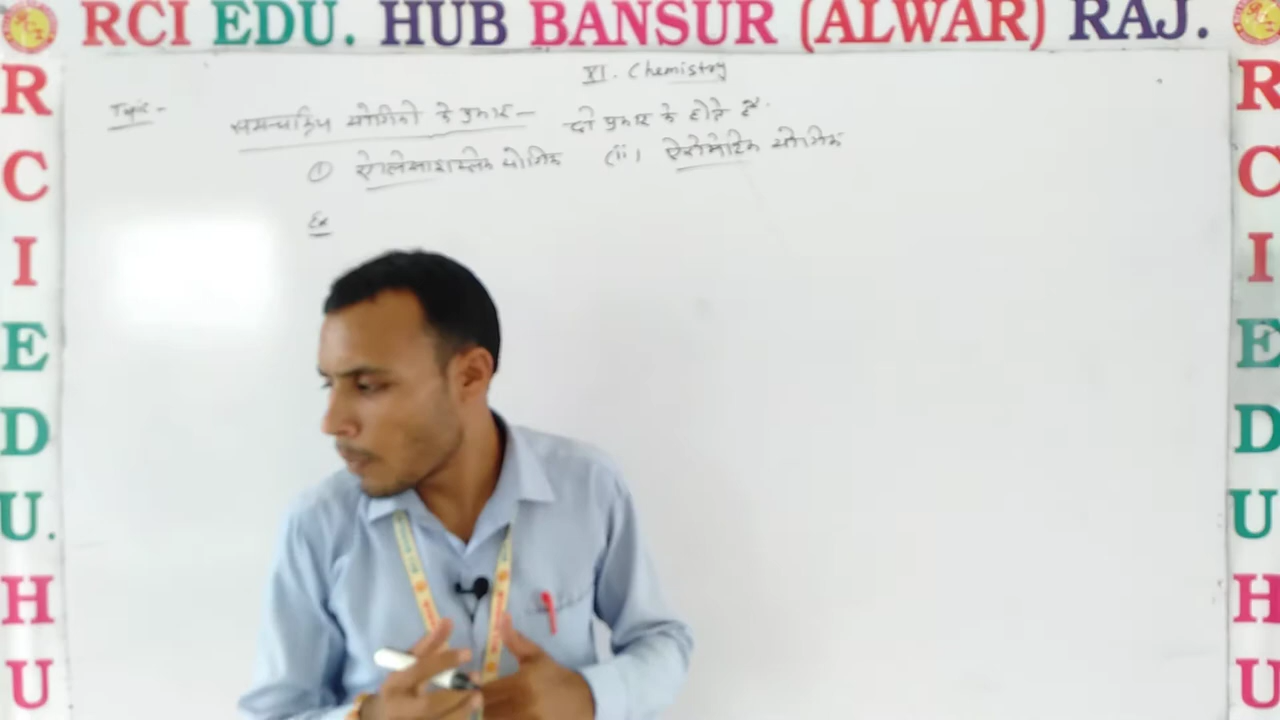 RCI EDU. HUB BANSUR (ALWAR) RAJ.
XI. Chemistry
Topic - समचक्रीय यौगिको के प्रकार - दो प्रकार के होते है.
① ऐलिसाइक्लिक यौगिक (ii) ऐरोमेटिक यौगिक
Ex
RCI EDU. HU
RCI EDU HU